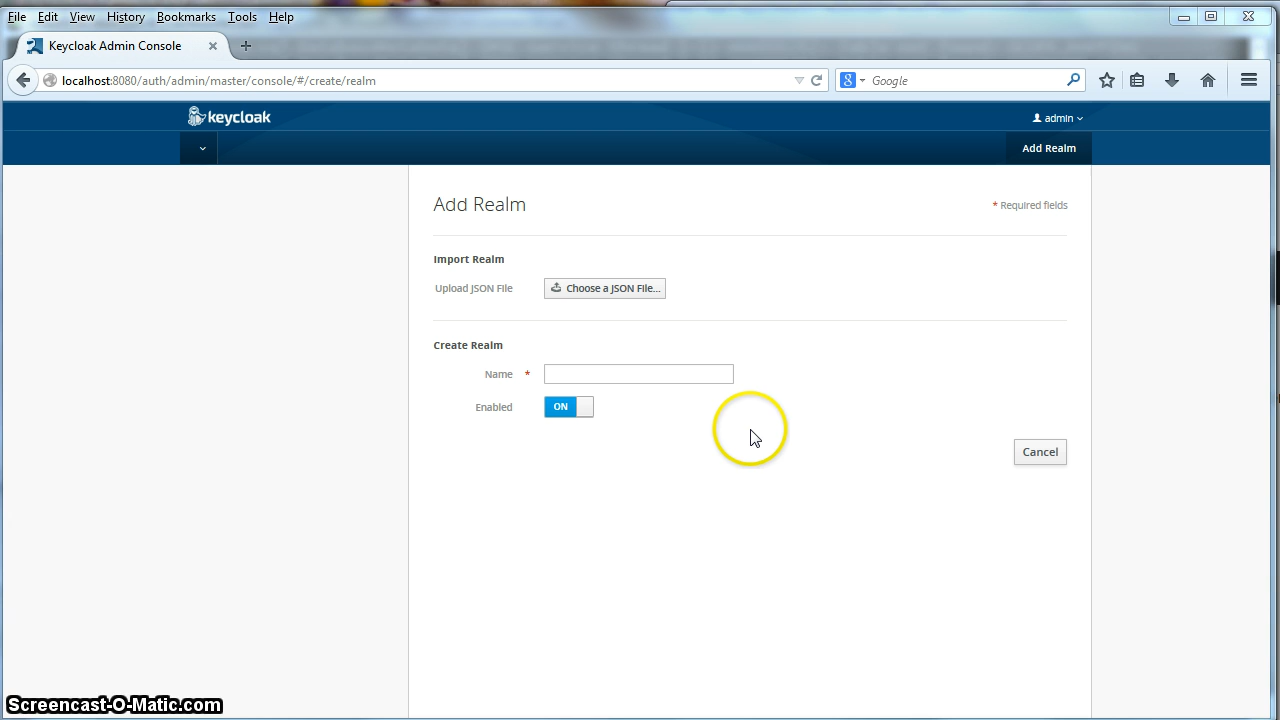 File Edit View History Bookmarks Tools Help
Keycloak Admin Console
localhost:8080/auth/admin/master/console/#/create/realm
Google
keycloak
admin
Add Realm
Add Realm
* Required fields
Import Realm
Upload JSON File
Choose a JSON File...
Create Realm
Name *
Enabled
ON
Cancel
Screencast-O-Matic.com